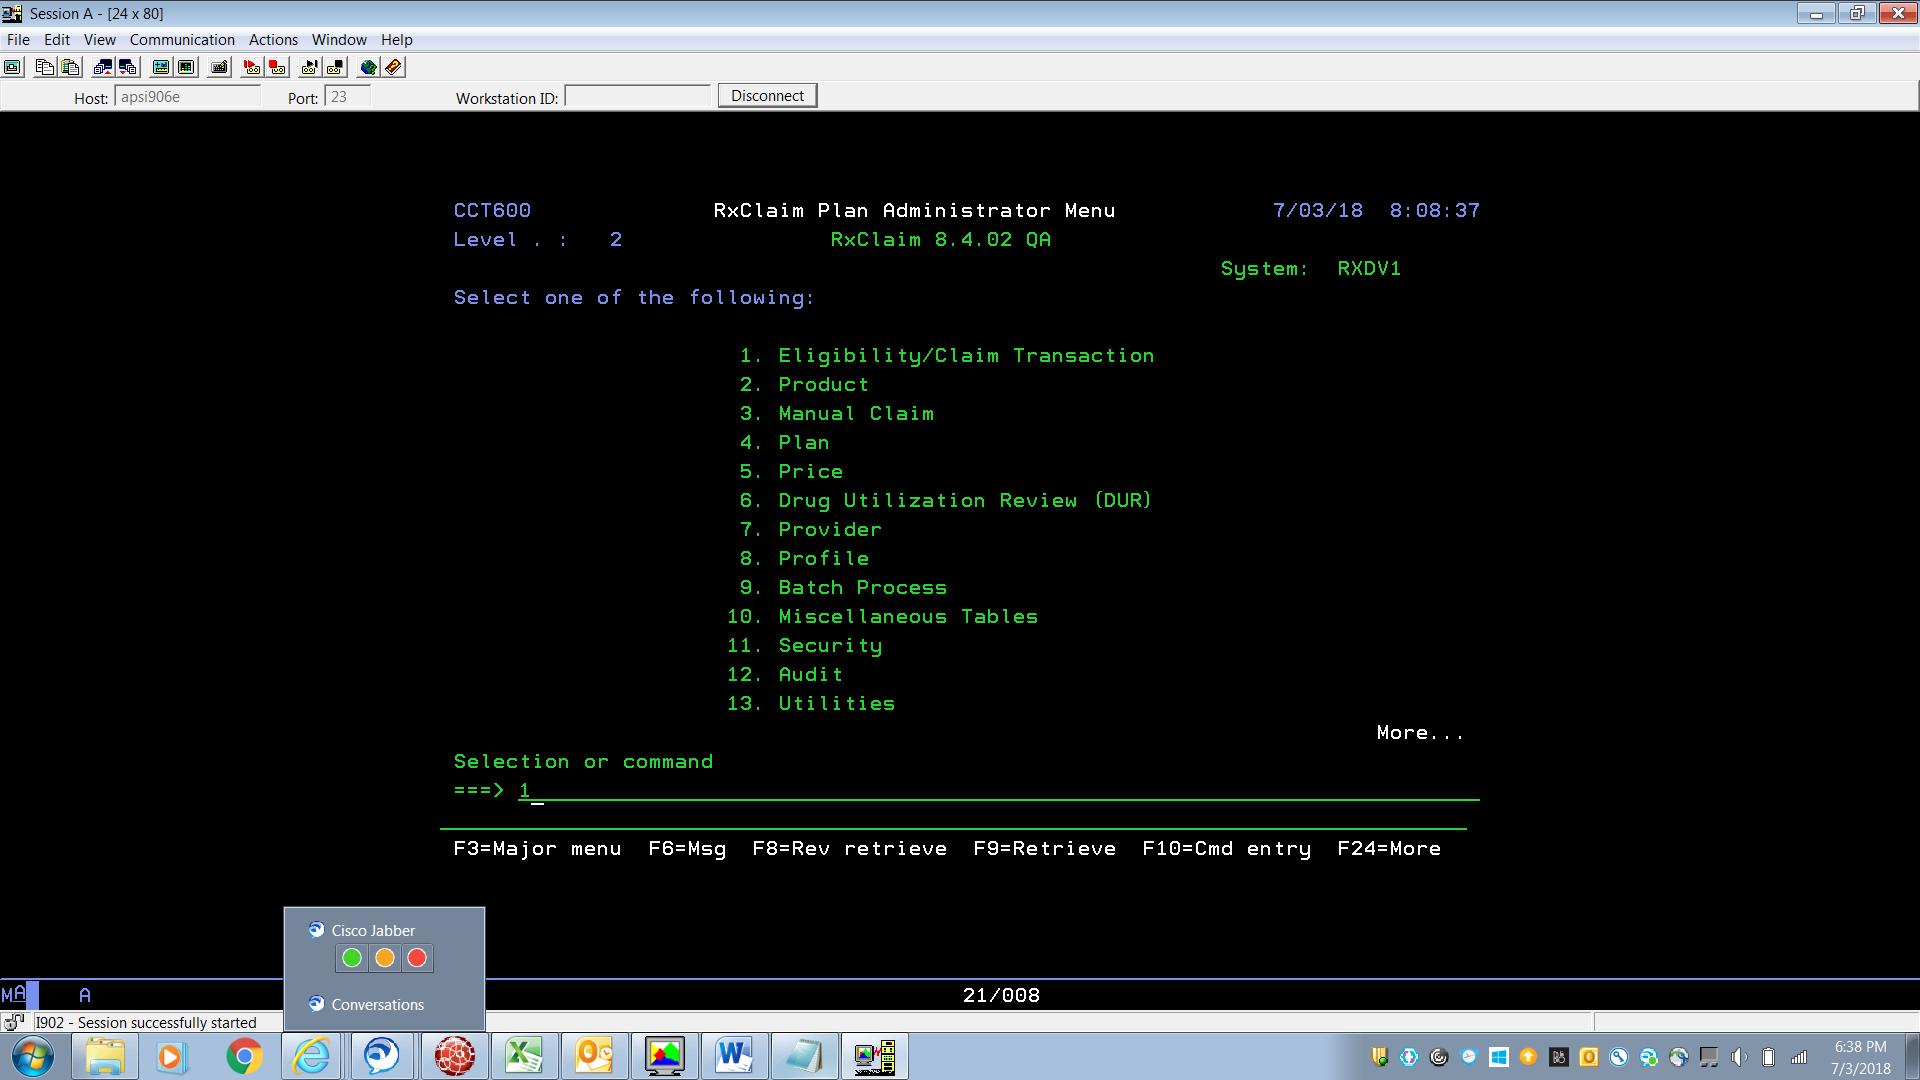 Session A - [24 x 80]
File Edit View Communication Actions Window Help
Host: apsi906e Port: 23 Workstation ID: Disconnect
CCT600 RxClaim Plan Administrator Menu 7/03/18 8:08:37
Level . : 2 RxClaim 8.4.02 QA
System: RXDV1
Select one of the following:
1. Eligibility/Claim Transaction
2. Product
3. Manual Claim
4. Plan
5. Price
6. Drug Utilization Review (DUR)
7. Provider
8. Profile
9. Batch Process
10. Miscellaneous Tables
11. Security
12. Audit
13. Utilities
More...
Selection or command
===> 1
F3=Major menu F6=Msg F8=Rev retrieve F9=Retrieve F10=Cmd entry F24=More
Cisco Jabber
Conversations
MA A 21/008
I902 - Session successfully started
6:38 PM
7/3/2018